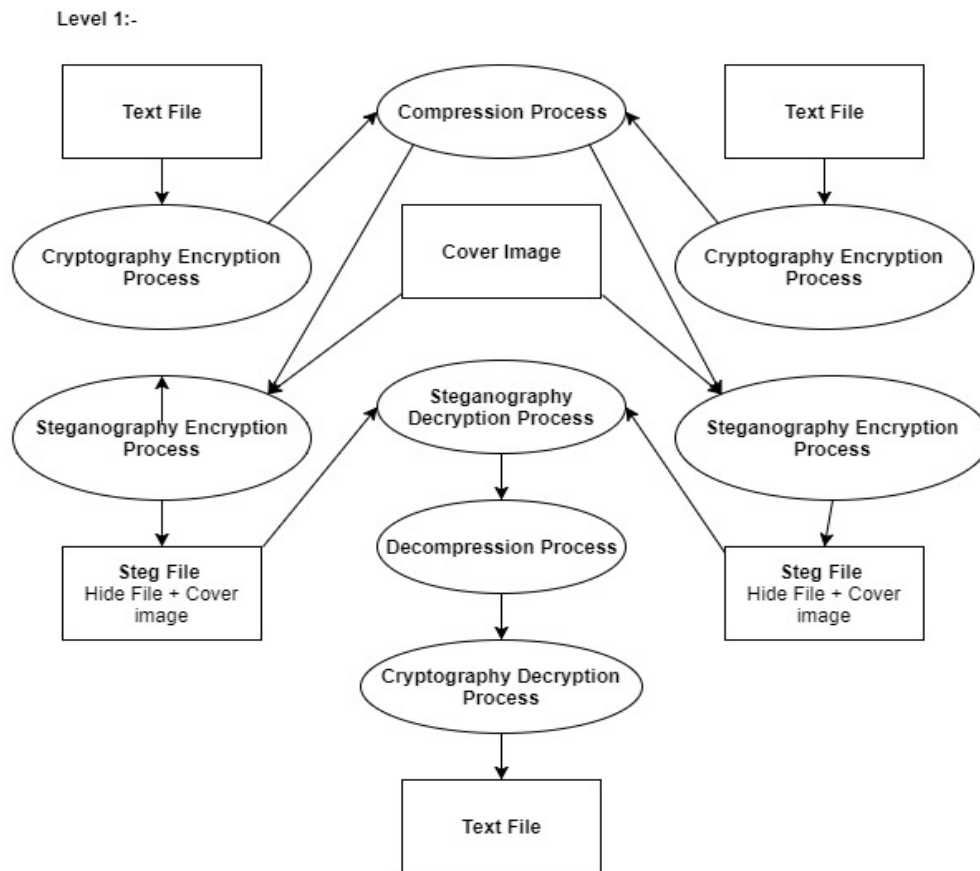 Level 1:-
Text File
Compression Process
Text File
Cryptography Encryption
Process
Cover Image
Cryptography Encryption
Process
Steganography Encryption
Process
Steganography
Decryption Process
Steganography Encryption
Process
Decompression Process
Steg File
Hide File + Cover
image
Steg File
Hide File + Cover
image
Cryptography Decryption
Process
Text File